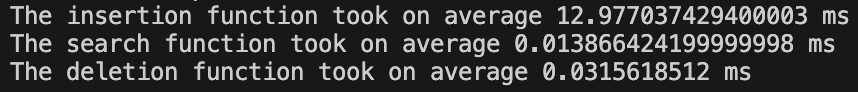 The insertion function took on average 12.977037429400003 ms
The search function took on average 0.013866424199999998 ms
The deletion function took on average 0.0315618512 ms